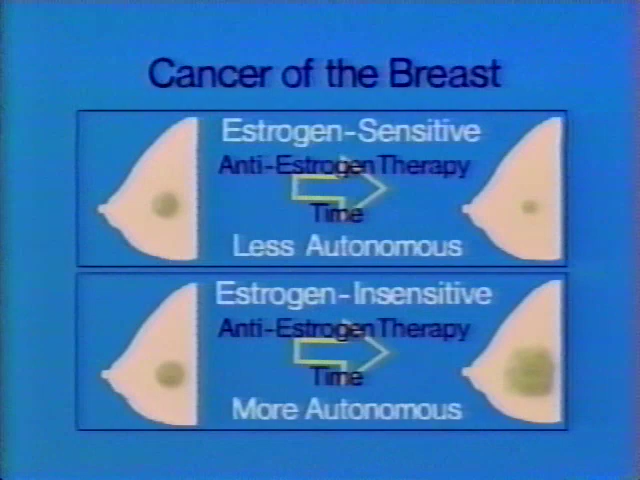 Cancer of the Breast
Estrogen-Sensitive
Anti-Estrogen Therapy
Time
Less Autonomous
Estrogen-Insensitive
Anti-Estrogen Therapy
Time
More Autonomous